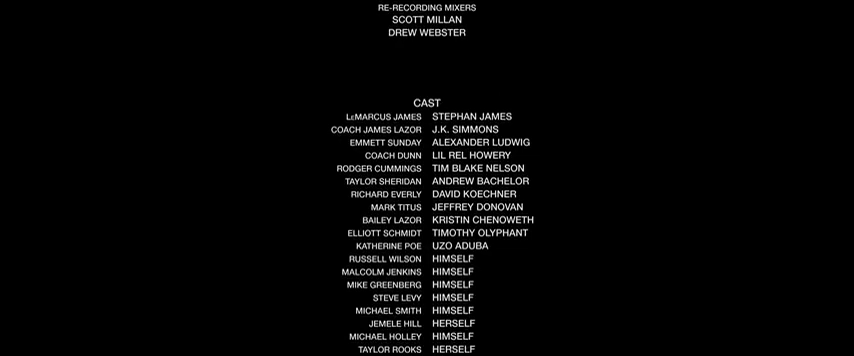 RE-RECORDING MIXERS
SCOTT MILLAN
DREW WEBSTER
CAST
LeMARCUS JAMES STEPHAN JAMES
COACH JAMES LAZOR J.K. SIMMONS
EMMETT SUNDAY ALEXANDER LUDWIG
COACH DUNN LIL REL HOWERY
RODGER CUMMINGS TIM BLAKE NELSON
TAYLOR SHERIDAN ANDREW BACHELOR
RICHARD EVERLY DAVID KOECHNER
MARK TITUS JEFFREY DONOVAN
BAILEY LAZOR KRISTIN CHENOWETH
ELLIOTT SCHMIDT TIMOTHY OLYPHANT
KATHERINE POE UZO ADUBA
RUSSELL WILSON HIMSELF
MALCOLM JENKINS HIMSELF
MIKE GREENBERG HIMSELF
STEVE LEVY HIMSELF
MICHAEL SMITH HIMSELF
JEMELE HILL HERSELF
MICHAEL HOLLEY HIMSELF
TAYLOR ROOKS HERSELF